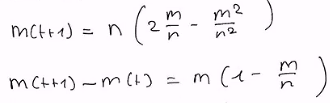 m(t+1) = n ( 2 m/n - m²/n² )
m(t+1) - m(t) = m ( 1 - m/n )